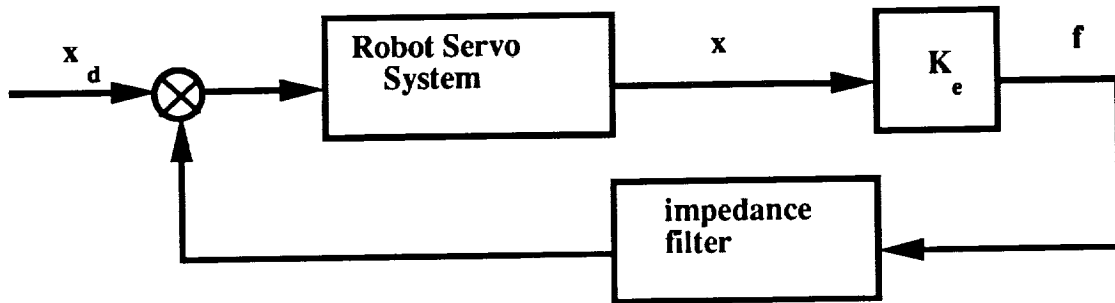 x
d
Robot Servo
System
x
K
e
f
impedance
filter